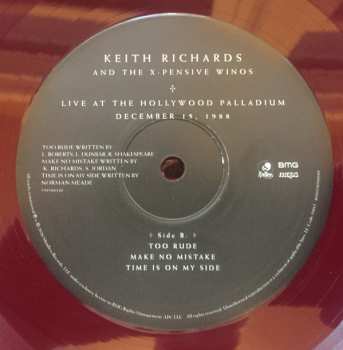 KEITH RICHARDS
AND THE X-PENSIVE WINOS
LIVE AT THE HOLLYWOOD PALLADIUM
DECEMBER 15, 1988
TOO RUDE WRITTEN BY
L. ROBERTS, L. DUNBAR, R. SHAKESPEARE
MAKE NO MISTAKE WRITTEN BY
K. RICHARDS, S. JORDAN
TIME IS ON MY SIDE WRITTEN BY
NORMAN MEADE
BMG
Side B.
TOO RUDE
MAKE NO MISTAKE
TIME IS ON MY SIDE